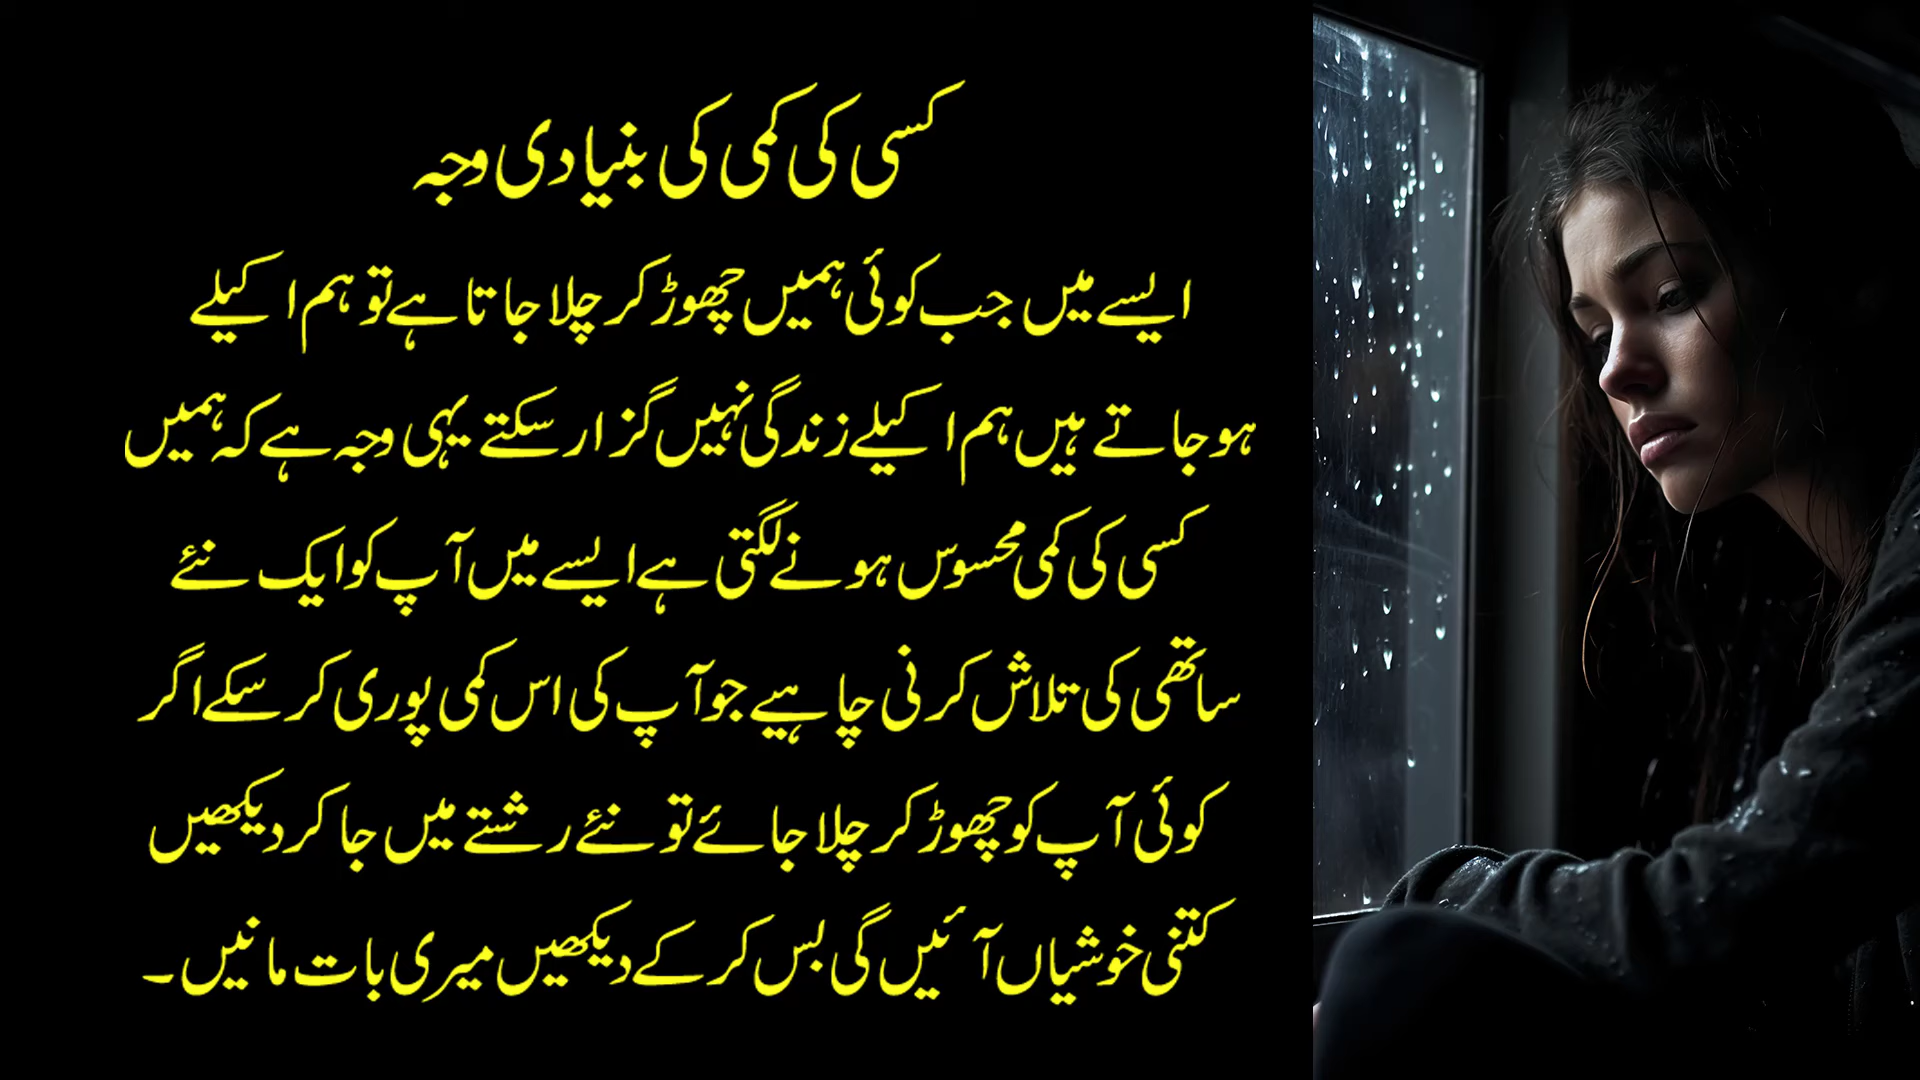 کسی کی کمی کی بنیادی وجہ
ایسے میں جب کوئی ہمیں چھوڑ کر چلا جاتا ہے تو ہم اکیلے
ہو جاتے ہیں ہم اکیلے زندگی نہیں گزار سکتے یہی وجہ ہے کہ ہمیں
کسی کی کمی محسوس ہونے لگتی ہے ایسے میں آپ کو ایک نئے
ساتھی کی تلاش کرنی چاہیے جو آپ کی اس کمی پوری کر سکے اگر
کوئی آپ کو چھوڑ کر چلا جائے تو نئے رشتے میں جا کر دیکھیں
کتنی خوشیاں آئیں گی بس کر کے دیکھیں میری بات مانیں۔